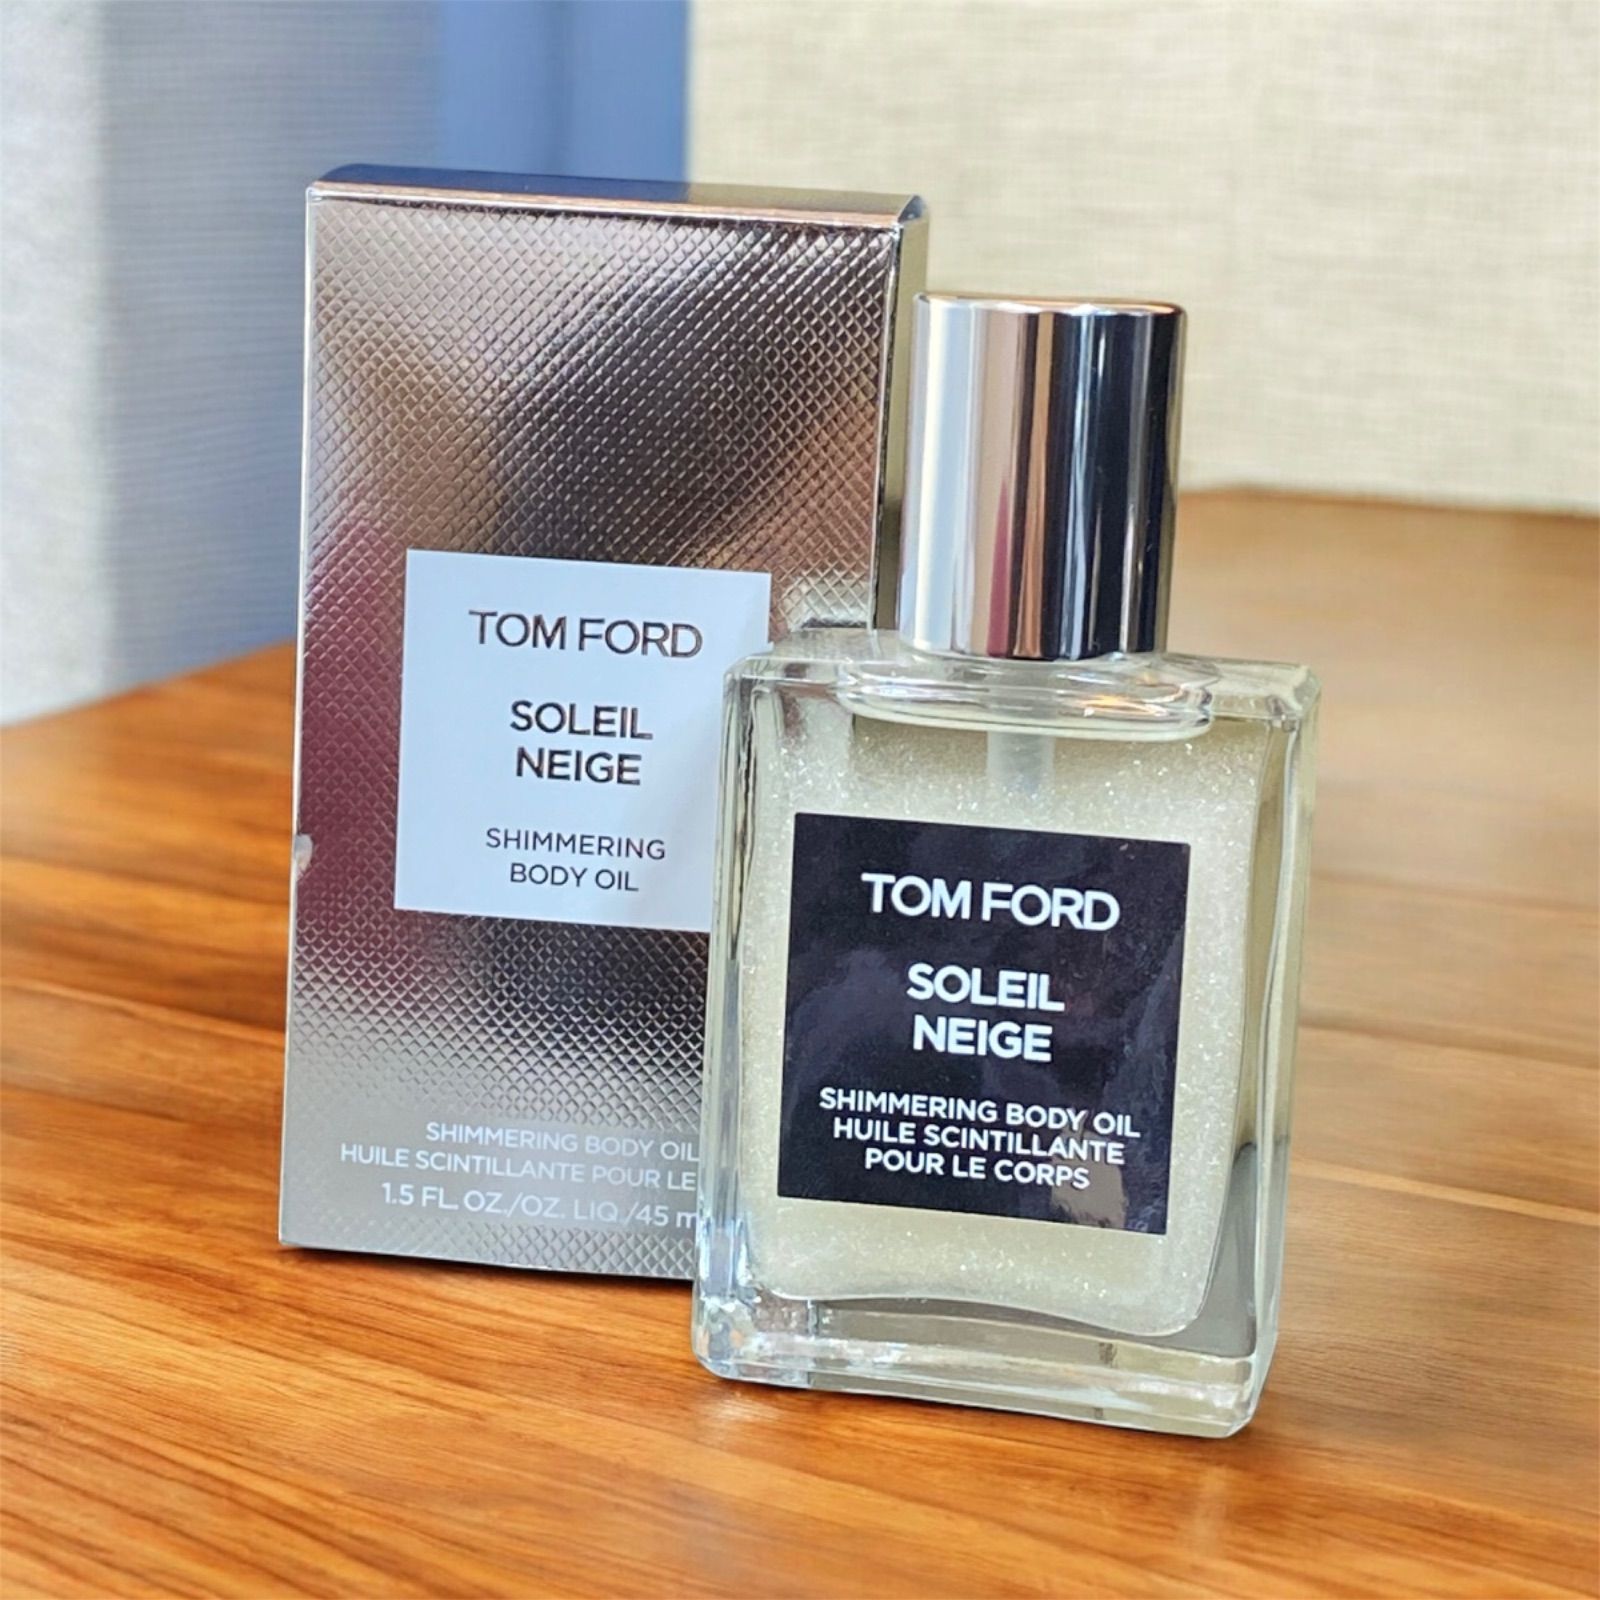 TOM FORD
SOLEIL
NEIGE
SHIMMERING
BODY OIL
SHIMMERING BODY OIL
HUILE SCINTILLANTE POUR LE
1.5 FL. OZ./OZ. LIQ./45 m
TOM FORD
SOLEIL
NEIGE
SHIMMERING BODY OIL
HUILE SCINTILLANTE
POUR LE CORPS